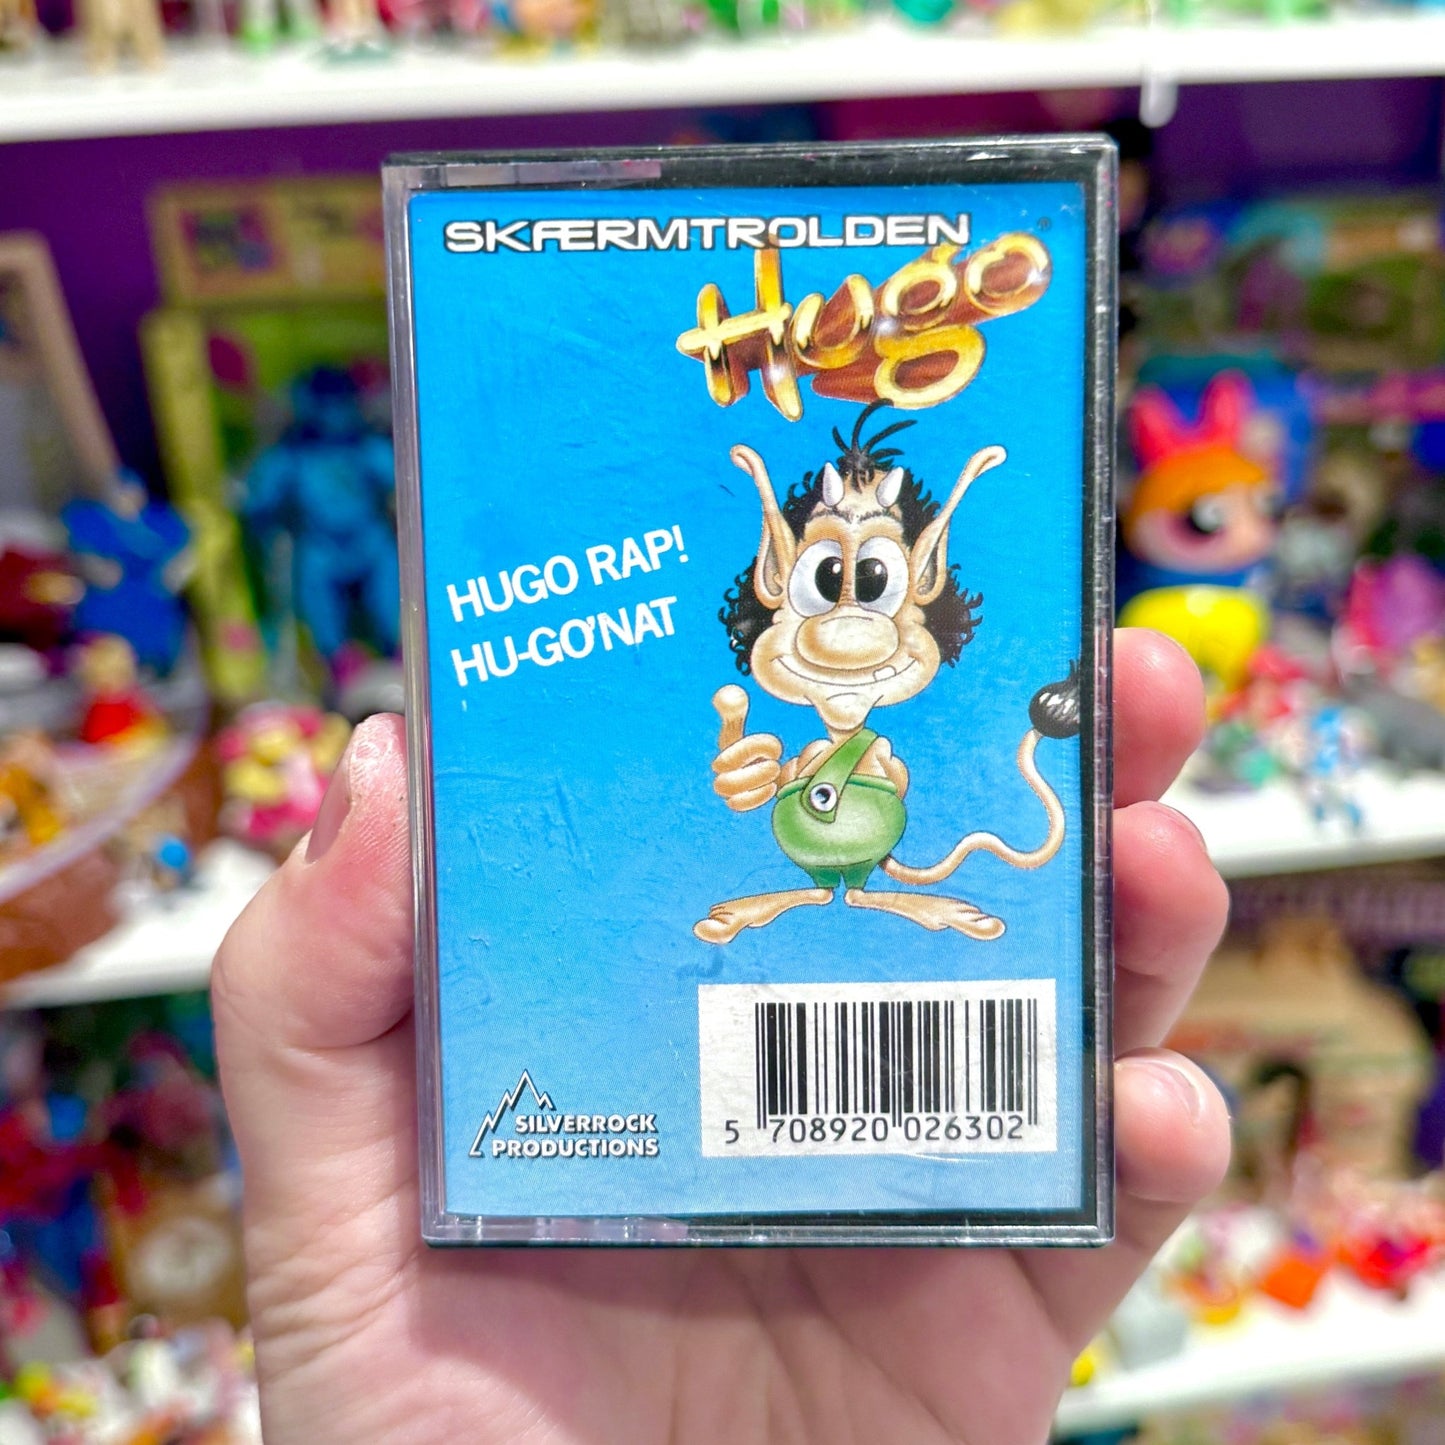 SKÆRMTROLDEN
Hugo ®
HUGO RAP!
HU-GO'NAT
SILVERROCK
PRODUCTIONS
5 708920 026302